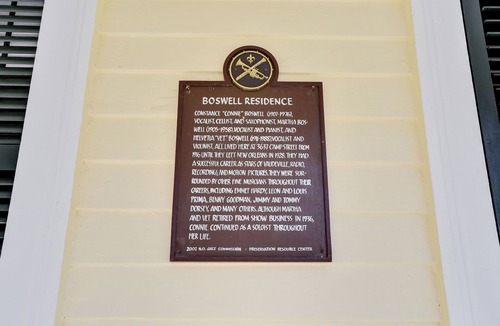 BOSWELL RESIDENCE
CONSTANCE "CONNIE" BOSWELL (1907-1976),
VOCALIST, CELLIST, AND SAXOPHONIST, MARTHA BOS-
WELL (1905-1958), VOCALIST AND PIANIST, AND
HELVETIA "VET" BOSWELL (1911-1988) VOCALIST AND
VIOLINIST, ALL LIVED HERE AT 3637 CAMP STREET FROM
1916 UNTIL THEY LEFT NEW ORLEANS IN 1928. THEY HAD
A SUCCESSFUL CAREER AS STARS OF VAUDEVILLE, RADIO,
RECORDING, AND MOTION PICTURES. THEY WERE SUR-
ROUNDED BY OTHER FINE MUSICIANS THROUGHOUT THEIR
CAREERS, INCLUDING EMMET HARDY, LEON AND LOUIS
PRIMA, BENNY GOODMAN, JIMMY AND TOMMY
DORSEY, AND MANY OTHERS. ALTHOUGH MARTHA
AND VET RETIRED FROM SHOW BUSINESS IN 1936,
CONNIE CONTINUED AS A SOLOIST THROUGHOUT
HER LIFE.
2002 N.O. JAZZ COMMISSION - PRESERVATION RESOURCE CENTER